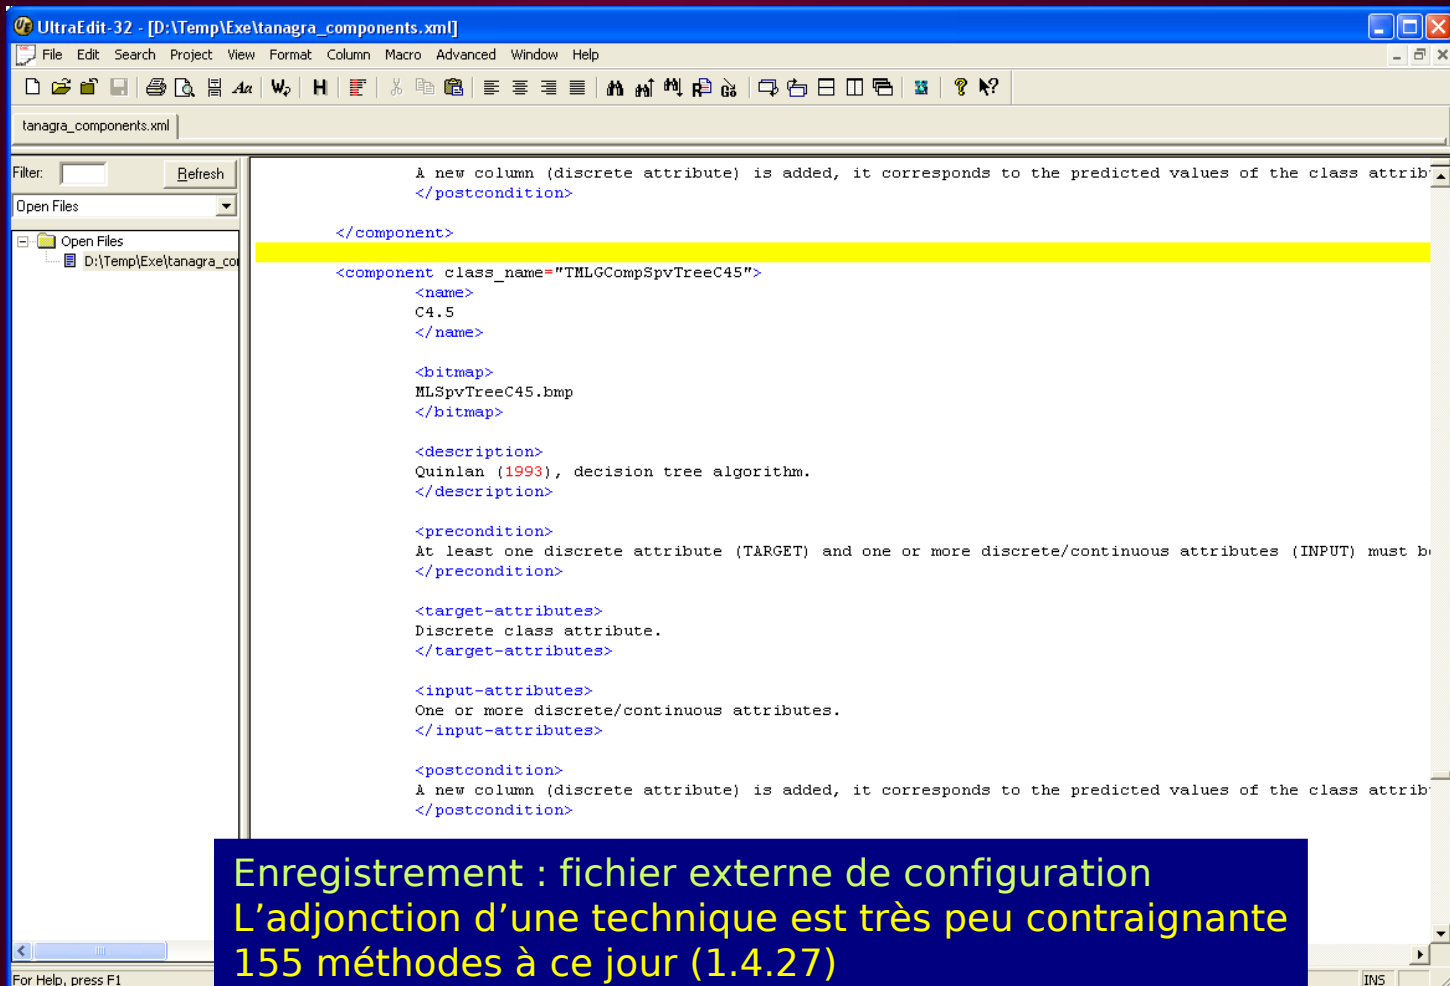 UltraEdit-32 - [D:\Temp\Exe\tanagra_components.xml]
File Edit Search Project View Format Column Macro Advanced Window Help
tanagra_components.xml
Filter: Refresh
Open Files
Open Files
D:\Temp\Exe\tanagra_co
A new column (discrete attribute) is added, it corresponds to the predicted values of the class attrib
</postcondition>
</component>
<component class_name="TMLGCompSpvTreeC45">
<name>
C4.5
</name>
<bitmap>
MLSpvTreeC45.bmp
</bitmap>
<description>
Quinlan (1993), decision tree algorithm.
</description>
<precondition>
At least one discrete attribute (TARGET) and one or more discrete/continuous attributes (INPUT) must b
</precondition>
<target-attributes>
Discrete class attribute.
</target-attributes>
<input-attributes>
One or more discrete/continuous attributes.
</input-attributes>
<postcondition>
A new column (discrete attribute) is added, it corresponds to the predicted values of the class attrib
</postcondition>
Enregistrement : fichier externe de configuration
L’adjonction d’une technique est très peu contraignante
155 méthodes à ce jour (1.4.27)
For Help, press F1
INS